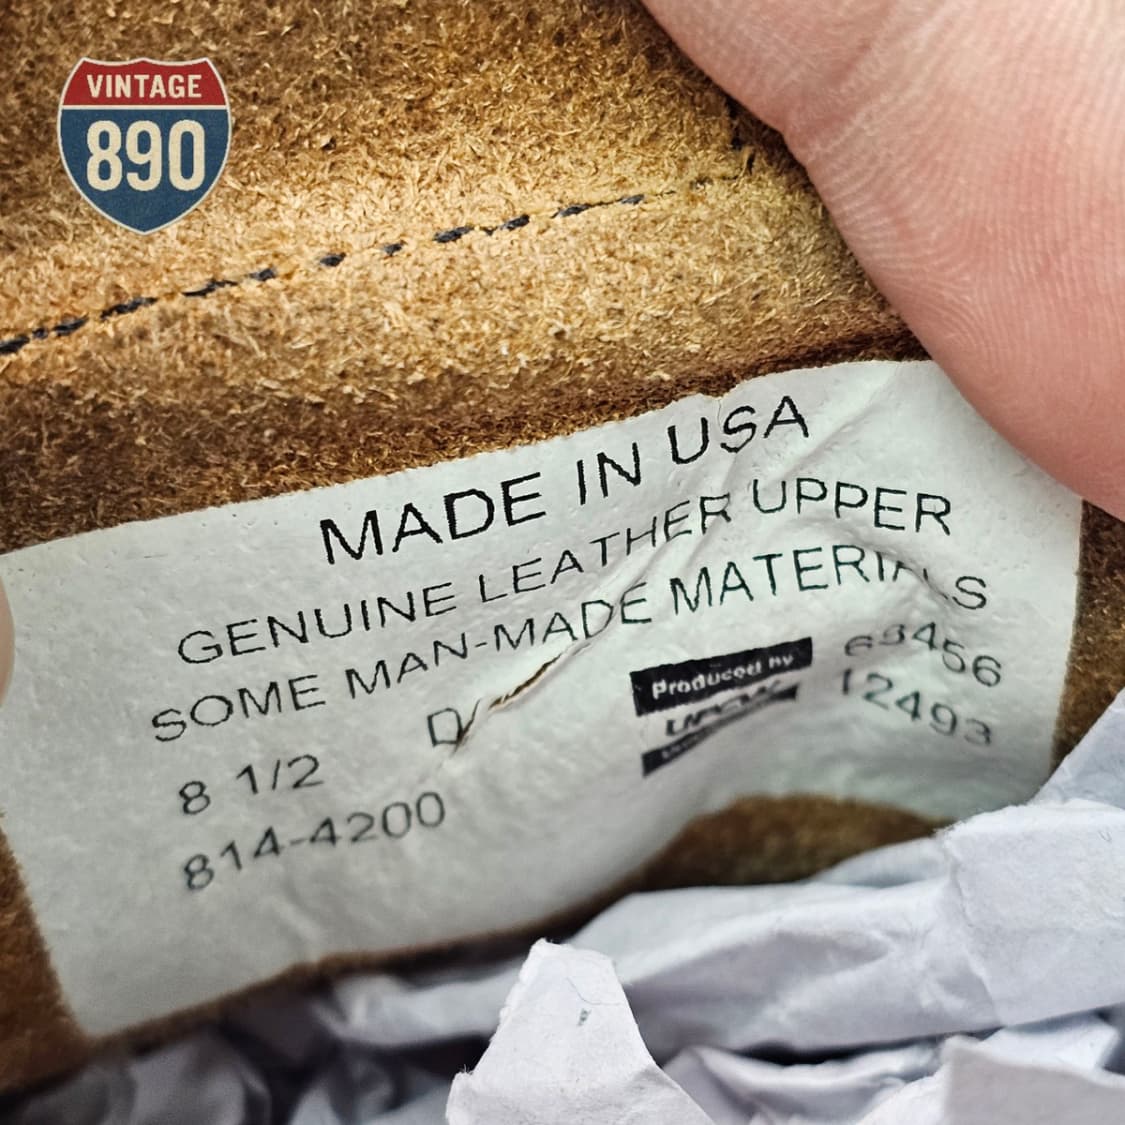 VINTAGE
890
MADE IN USA
GENUINE LEATHER UPPER
SOME MAN-MADE MATERIALS
8 1/2 D
814-4200
Produced by
UFCW
12493